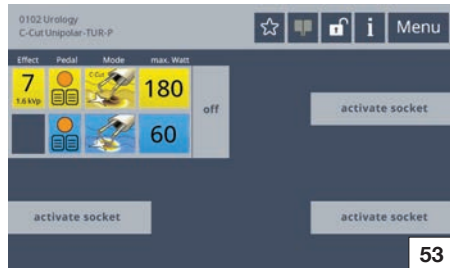 0102 Urology
C-Cut Unipolar-TUR-P
i
Menu
Effect Pedal Mode max. Watt
7
1.6 kVp
C-Cut
180
off
60
activate socket
activate socket
activate socket
53